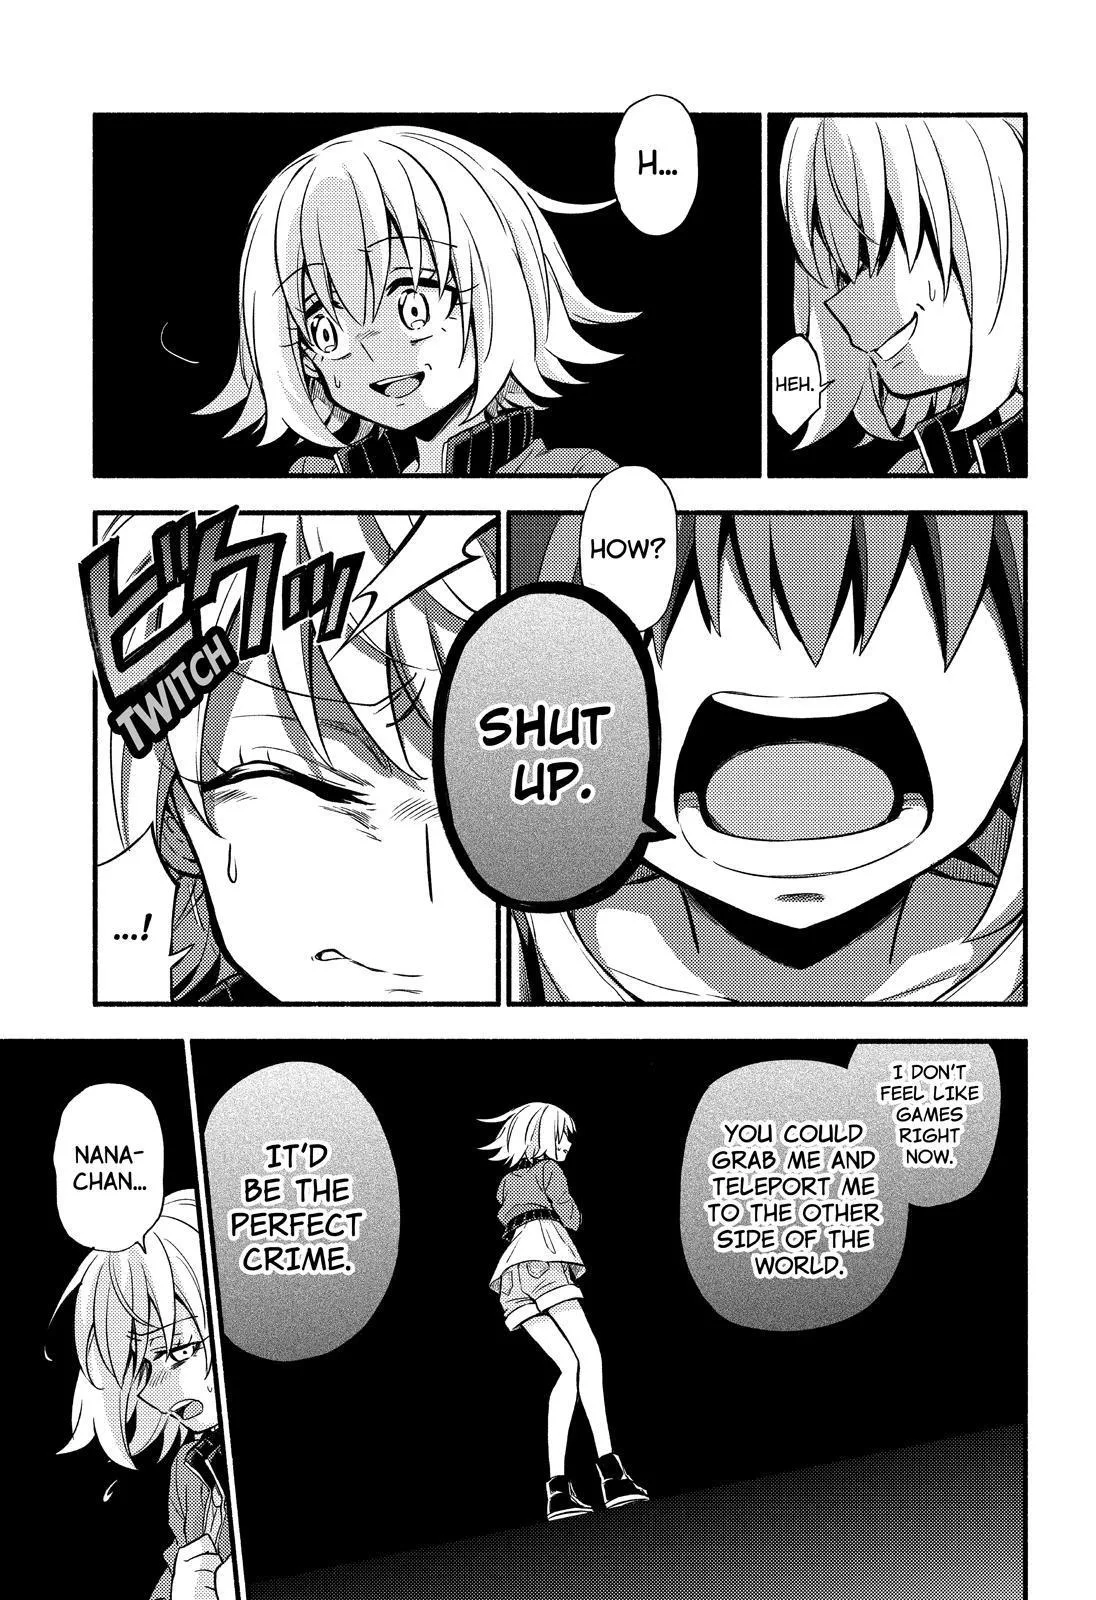 HEH.
H...
HOW?
SHUT
UP.
ビクッ
TWITCH
...!
I DON'T
FEEL LIKE
GAMES
RIGHT
NOW.
YOU COULD
GRAB ME AND
TELEPORT ME
TO THE OTHER
SIDE OF THE
WORLD.
IT'D
BE THE
PERFECT
CRIME.
NANA-
CHAN...